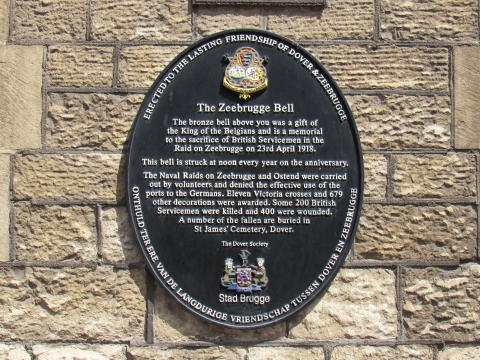 ERECTED TO THE LASTING FRIENDSHIP OF DOVER & ZEEBRUGGE
The Zeebrugge Bell
The bronze bell above you was a gift of
the King of the Belgians and is a memorial
to the sacrifice of British Servicemen in the
Raid on Zeebrugge on 23rd April 1918.
This bell is struck at noon every year on the anniversary.
The Naval Raids on Zeebrugge and Ostend were carried
out by volunteers and denied the effective use of the
ports to the Germans. Eleven Victoria crosses and 679
other decorations were awarded. Some 200 British
Servicemen were killed and 400 were wounded.
A number of the fallen are buried in
St James' Cemetery, Dover.
The Dover Society
Stad Brugge
ONTHULD TER ERE VAN DE LANGDURIGE VRIENDSCHAP TUSSEN DOVER EN ZEEBRUGGE